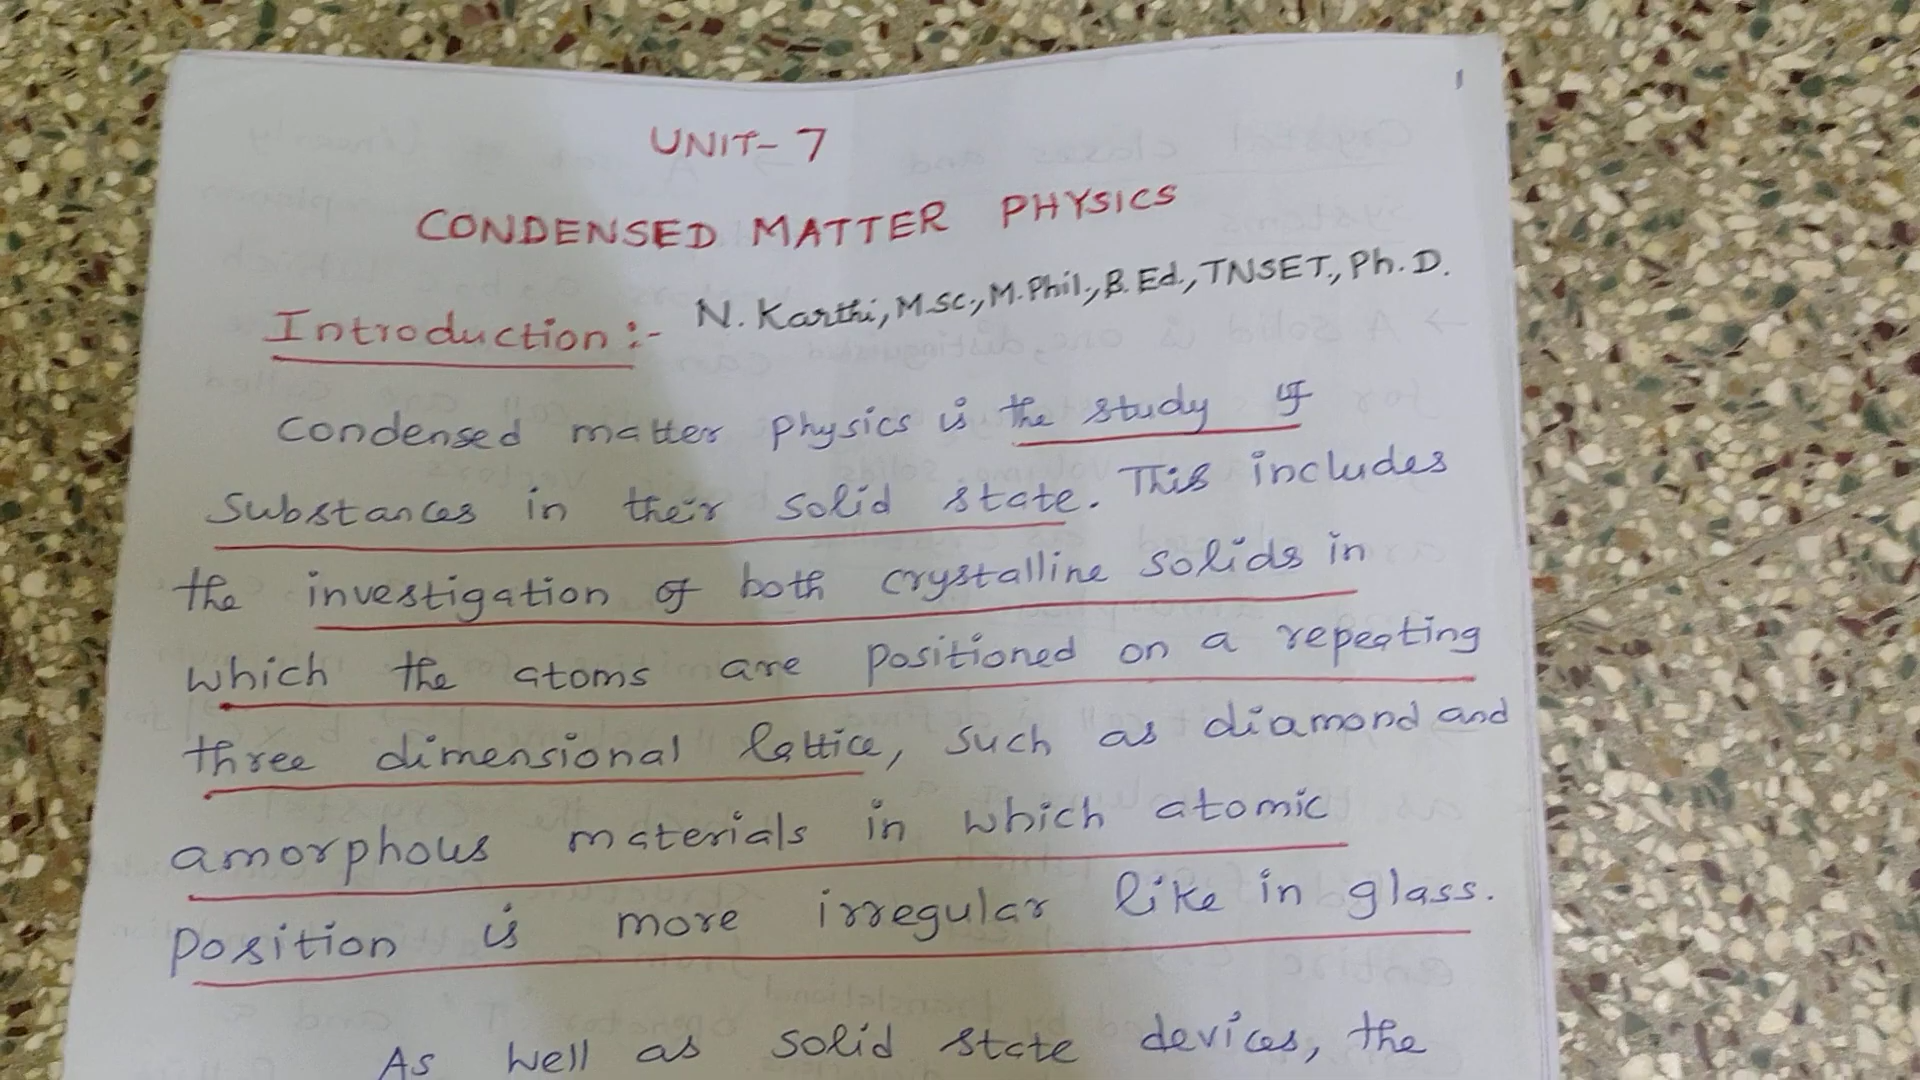 1
UNIT- 7
CONDENSED MATTER PHYSICS
N. Karthi, M.Sc., M.Phil., B.Ed., TNSET., Ph.D.
Introduction :-
Condensed matter physics is the study of
substances in their solid state. This includes
the investigation of both crystalline solids in
which the atoms are positioned on a repeating
three dimensional lattice, such as diamond and
amorphous materials in which atomic
position is more irregular like in glass.
As well as solid state devices, the